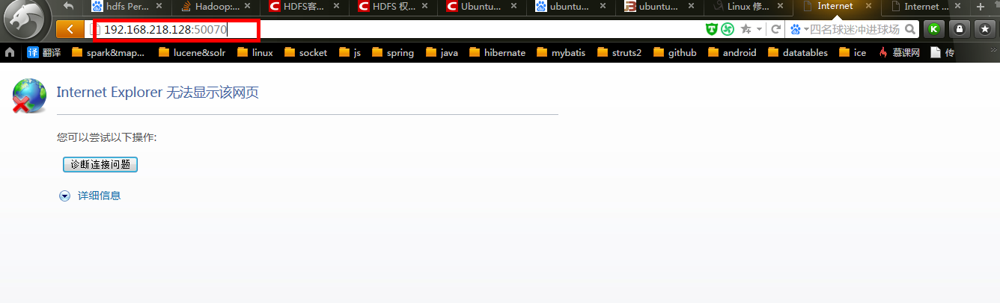 hdfs Per... Hadoop:... HDFS客... HDFS 权... Ubuntu... ubuntu... ubuntu... Linux 修... Internet Internet ...
192.168.218.128:50070 四名球迷冲进球场
翻译 spark&map... lucene&solr linux socket js spring java hibernate mybatis struts2 github android datatables ice 慕课网 传
Internet Explorer 无法显示该网页
您可以尝试以下操作:
诊断连接问题
详细信息